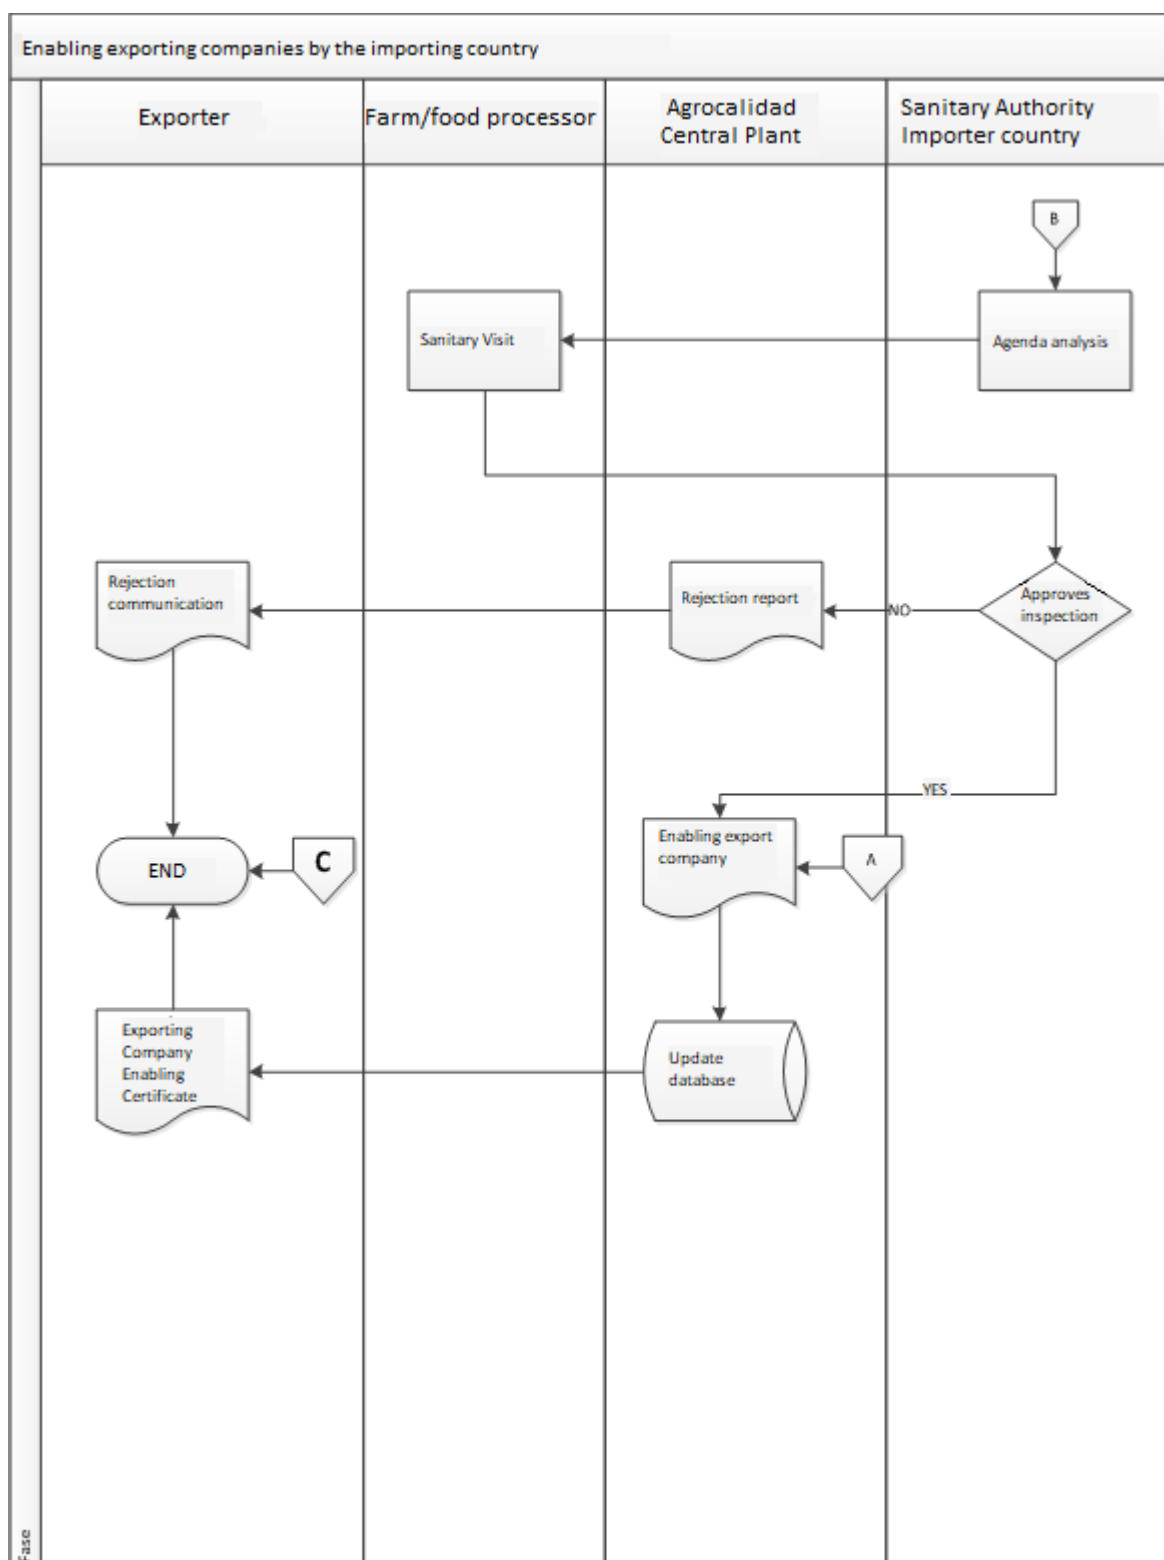 Enabling exporting companies by the importing country
Exporter
Farm/food processor
Agrocalidad
Central Plant
Sanitary Authority
Importer country
B
Sanitary Visit
Agenda analysis
Rejection
communication
Rejection report
NO
Approves
inspection
YES
END
C
Enabling export
company
A
Exporting
Company
Enabling
Certificate
Update
database
Fase